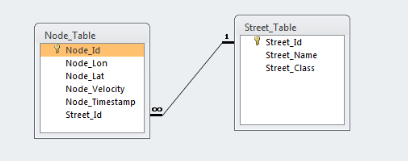 Node_Table
Node_Id
Node_Lon
Node_Lat
Node_Velocity
Node_Timestamp
Street_Id
∞
1
Street_Table
Street_Id
Street_Name
Street_Class